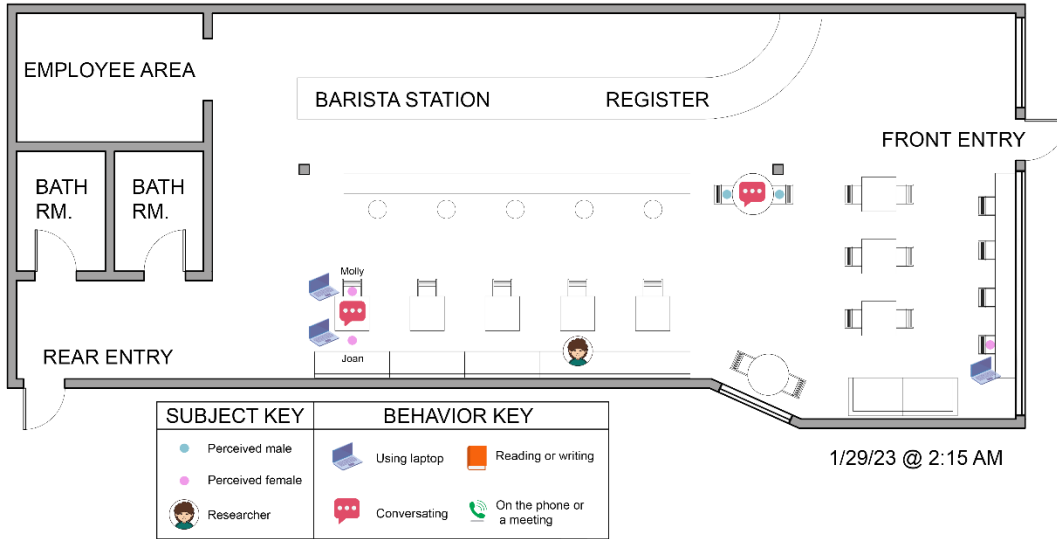 EMPLOYEE AREA
BARISTA STATION
REGISTER
FRONT ENTRY
BATH
RM.
BATH
RM.
Molly
Joan
REAR ENTRY
SUBJECT KEY
BEHAVIOR KEY
Perceived male
Using laptop
Reading or writing
Perceived female
Researcher
Conversating
On the phone or
a meeting
1/29/23 @ 2:15 AM